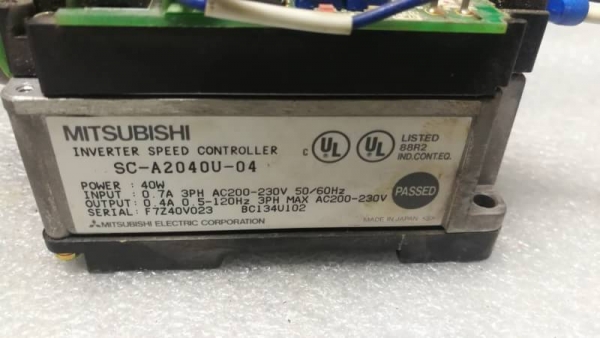 MITSUBISHI
INVERTER SPEED CONTROLLER
SC-A2040U-04
POWER : 40W
INPUT : 0.7A 3PH AC200-230V 50/60Hz
OUTPUT: 0.4A 0.5-120Hz 3PH MAX AC200-230V
SERIAL: F7Z40V023 BC134U102
MITSUBISHI ELECTRIC CORPORATION
C UL UL LISTED
88R2
IND.CONT.EQ.
PASSED
MADE IN JAPAN